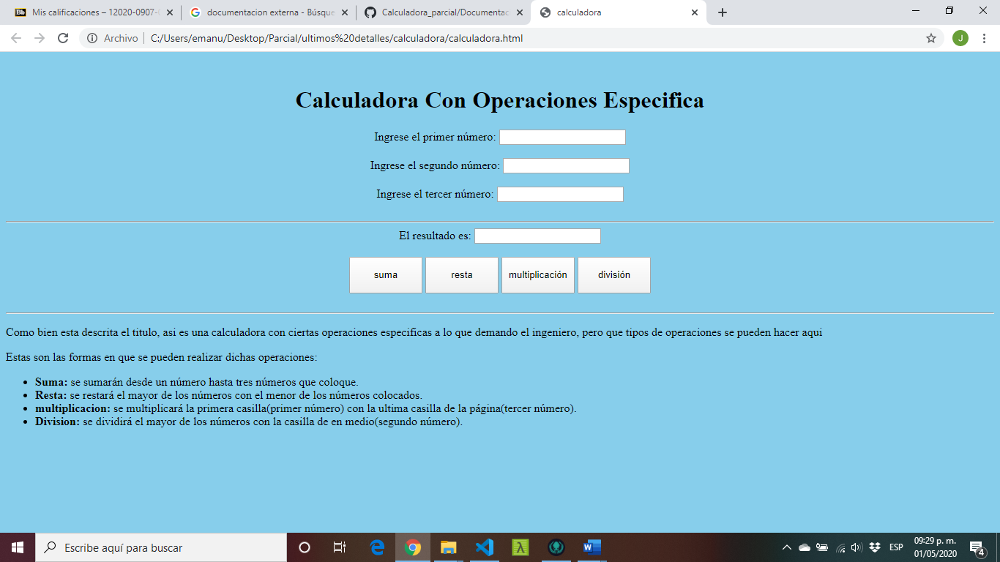 Mis calificaciones – 12020-0907-
documentacion externa - Búsque
Calculadora_parcial/Documentac
calculadora
Archivo
C:/Users/emanu/Desktop/Parcial/ultimos%20detalles/calculadora/calculadora.html
J
Calculadora Con Operaciones Especifica
Ingrese el primer número:
Ingrese el segundo número:
Ingrese el tercer número:
El resultado es:
suma resta multiplicación división
Como bien esta descrita el titulo, asi es una calculadora con ciertas operaciones especificas a lo que demando el ingeniero, pero que tipos de operaciones se pueden hacer aqui
Estas son las formas en que se pueden realizar dichas operaciones:
• Suma: se sumarán desde un número hasta tres números que coloque.
• Resta: se restará el mayor de los números con el menor de los números colocados.
• multiplicacion: se multiplicará la primera casilla(primer número) con la ultima casilla de la página(tercer número).
• Division: se dividirá el mayor de los números con la casilla de en medio(segundo número).
Escribe aquí para buscar
ESP
09:29 p. m.
01/05/2020
4